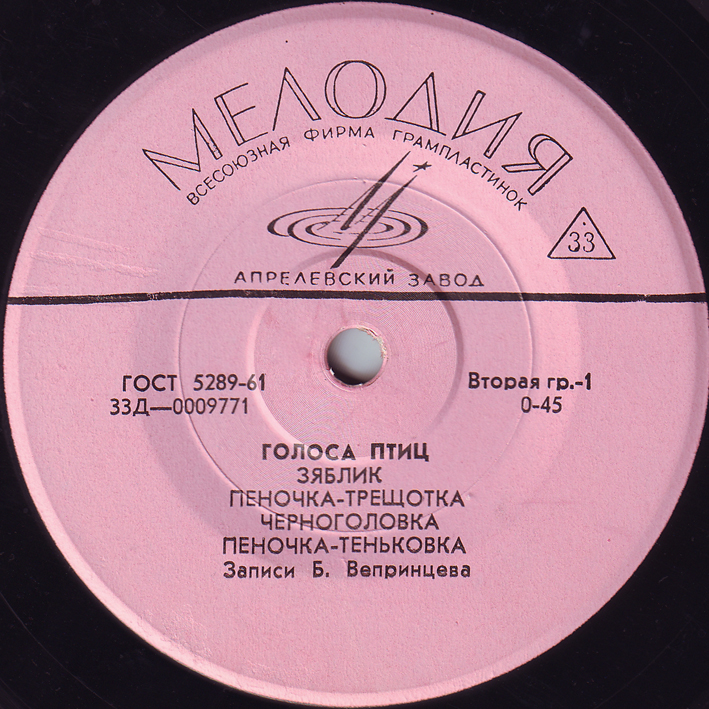 МЕЛОДИЯ
ВСЕСОЮЗНАЯ ФИРМА ГРАМПЛАСТИНОК
33
АПРЕЛЕВСКИЙ ЗАВОД
ГОСТ 5289-61
Вторая гр.-1
33Д—0009771
0-45
ГОЛОСА ПТИЦ
ЗЯБЛИК
ПЕНОЧКА-ТРЕЩОТКА
ЧЕРНОГОЛОВКА
ПЕНОЧКА-ТЕНЬКОВКА
Записи Б. Вепринцева